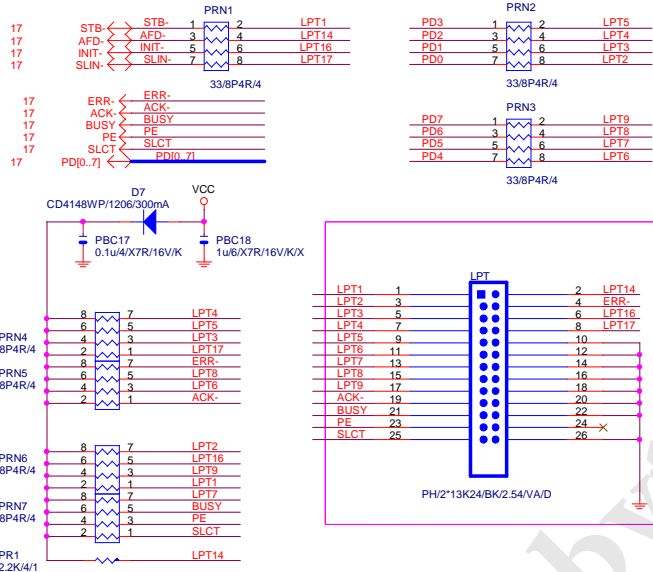 PRN1
17 STB- STB- 1 2 LPT1
17 AFD- AFD- 3 4 LPT14
17 INIT- INIT- 5 6 LPT16
17 SLIN- SLIN- 7 8 LPT17
33/8P4R/4
PRN2
PD3 1 2 LPT5
PD2 3 4 LPT4
PD1 5 6 LPT3
PD0 7 8 LPT2
33/8P4R/4
17 ERR- ERR-
17 ACK- ACK-
17 BUSY BUSY
17 PE PE
17 SLCT SLCT
17 PD[0..7] PD[0..7]
PRN3
PD7 1 2 LPT9
PD6 3 4 LPT8
PD5 5 6 LPT7
PD4 7 8 LPT6
33/8P4R/4
D7 VCC
CD4148WP/1206/300mA
PBC17
0.1u/4/X7R/16V/K
PBC18
1u/6/X7R/16V/K/X
8 7 LPT4
6 5 LPT5
PRN4
4 3 LPT3
8P4R/4
2 1 LPT17
8 7 ERR-
PRN5
6 5 LPT8
8P4R/4
4 3 LPT6
2 1 ACK-
8 7 LPT2
PRN6
6 5 LPT16
8P4R/4
4 3 LPT9
2 1 LPT1
8 7 LPT7
PRN7
6 5 BUSY
8P4R/4
4 3 PE
2 1 SLCT
PR1
LPT14
2.2K/4/1
LPT
LPT1 1 2 LPT14
LPT2 3 4 ERR-
LPT3 5 6 LPT16
LPT4 7 8 LPT17
LPT5 9 10
LPT6 11 12
LPT7 13 14
LPT8 15 16
LPT9 17 18
ACK- 19 20
BUSY 21 22
PE 23 24
SLCT 25 26
PH/2*13K24/BK/2.54/VA/D